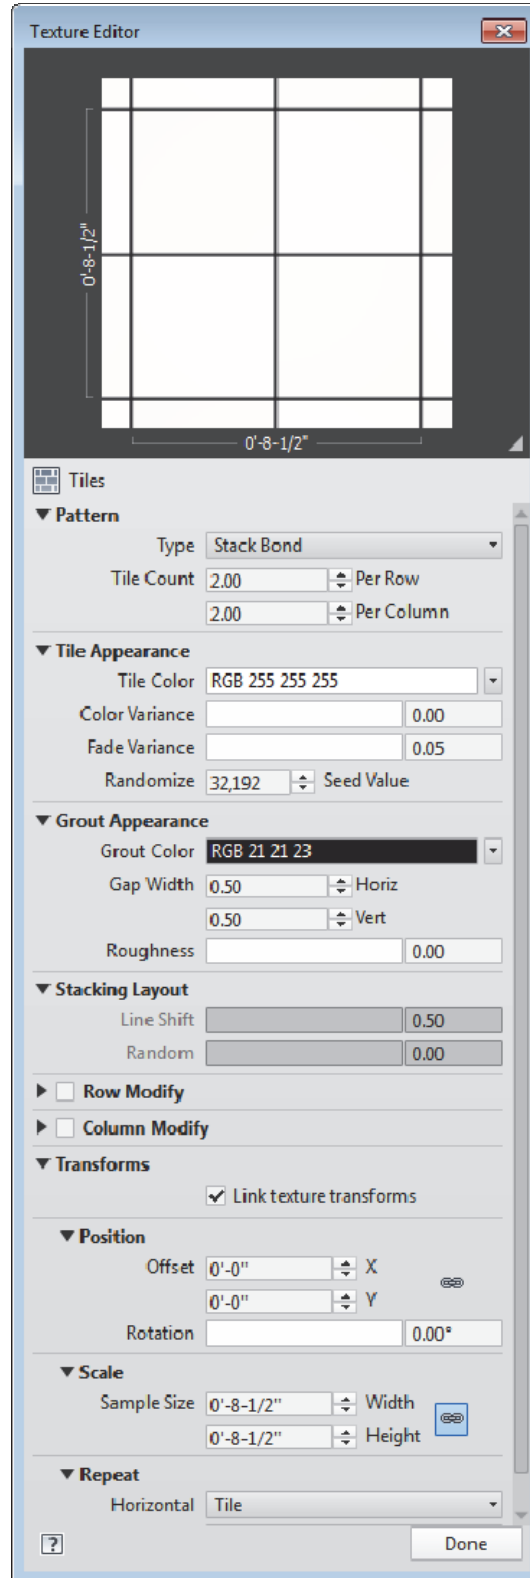 Texture Editor
0'-8-1/2"
0'-8-1/2"
Tiles
Pattern
Type Stack Bond
Tile Count 2.00 Per Row
2.00 Per Column
Tile Appearance
Tile Color RGB 255 255 255
Color Variance 0.00
Fade Variance 0.05
Randomize 32,192 Seed Value
Grout Appearance
Grout Color RGB 21 21 23
Gap Width 0.50 Horiz
0.50 Vert
Roughness 0.00
Stacking Layout
Line Shift 0.50
Random 0.00
Row Modify
Column Modify
Transforms
Link texture transforms
Position
Offset 0'-0" X
0'-0" Y
Rotation 0.00°
Scale
Sample Size 0'-8-1/2" Width
0'-8-1/2" Height
Repeat
Horizontal Tile
? Done